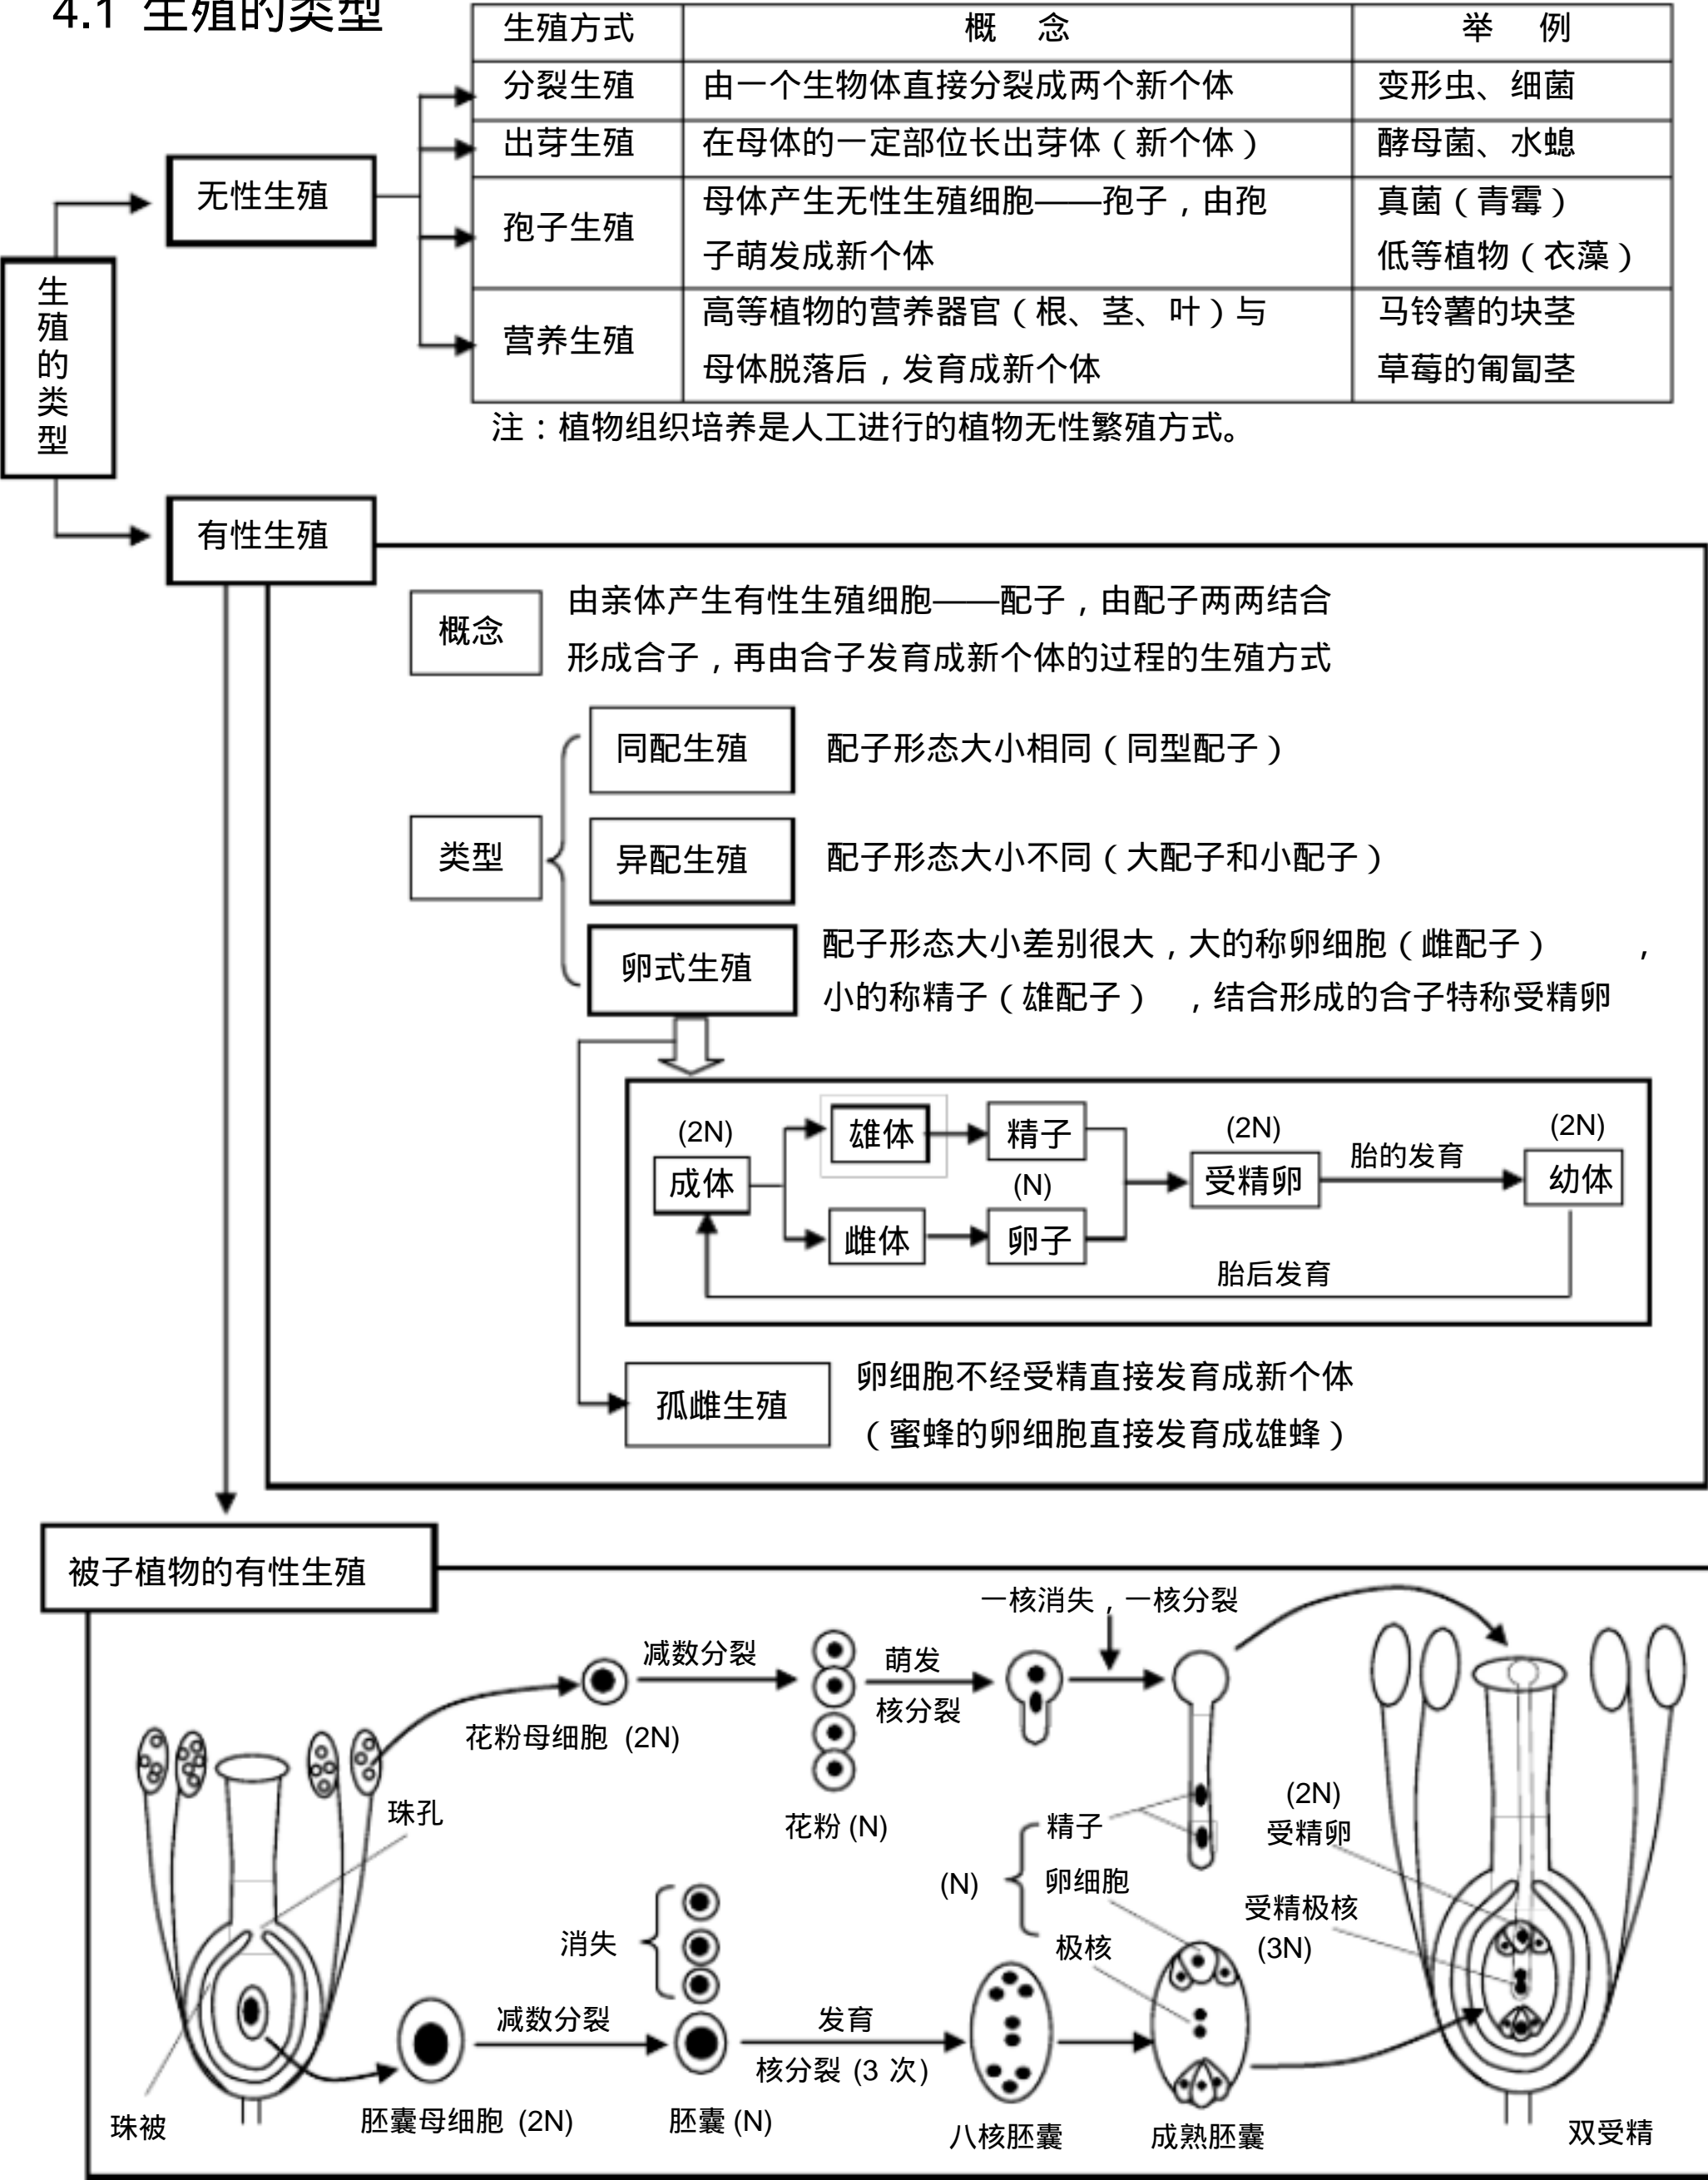 4.1 生殖的类型
生殖方式 概 念 举 例
分裂生殖 由一个生物体直接分裂成两个新个体 变形虫、细菌
出芽生殖 在母体的一定部位长出芽体（新个体） 酵母菌、水螅
孢子生殖
母体产生无性生殖细胞——孢子，由孢
子萌发成新个体
真菌（青霉）
低等植物（衣藻）
营养生殖
高等植物的营养器官（根、茎、叶）与
母体脱落后，发育成新个体
马铃薯的块茎
草莓的匍匐茎
注：植物组织培养是人工进行的植物无性繁殖方式。
无性生殖
生
殖
的
类
型
有性生殖
概念
由亲体产生有性生殖细胞——配子，由配子两两结合
形成合子，再由合子发育成新个体的过程的生殖方式
类型
同配生殖 配子形态大小相同（同型配子）
异配生殖 配子形态大小不同（大配子和小配子）
卵式生殖
配子形态大小差别很大，大的称卵细胞（雌配子） ，
小的称精子（雄配子） ，结合形成的合子特称受精卵
(2N)
成体
雄体
精子
(N)
雌体
卵子
(2N)
受精卵
胎的发育
(2N)
幼体
胎后发育
孤雌生殖
卵细胞不经受精直接发育成新个体
（蜜蜂的卵细胞直接发育成雄蜂）
被子植物的有性生殖
花粉母细胞 (2N)
减数分裂
花粉 (N)
萌发
核分裂
一核消失，一核分裂
珠孔
珠被
(N)
精子
卵细胞
极核
(2N)
受精卵
受精极核
(3N)
消失
胚囊母细胞 (2N)
减数分裂
胚囊 (N)
发育
核分裂 (3 次)
八核胚囊
成熟胚囊
双受精